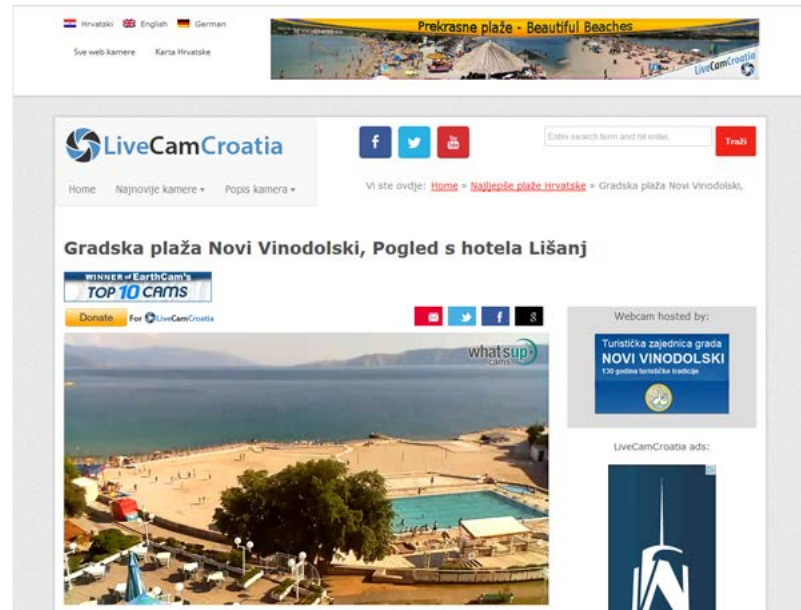 Hrvatski English German
Prekrasne plaže - Beautiful Beaches
Sve web kamere Karta Hrvatske
LiveCamCroatia
LiveCamCroatia
f
You Tube
Enter search term and hit enter.
Traži
Home Najnovije kamere Popis kamera
Vi ste ovdje: Home » Najljepše plaže Hrvatske » Gradska plaža Novi Vinodolski,
Gradska plaža Novi Vinodolski, Pogled s hotela Lišanj
WINNER of EarthCam's
TOP 10 CAMS
Donate For LiveCamCroatia
f 8
whatsup
cams
Webcam hosted by:
Turistička zajednica grada
NOVI VINODOLSKI
130 godina turističke tradicije
LiveCamCroatia ads: